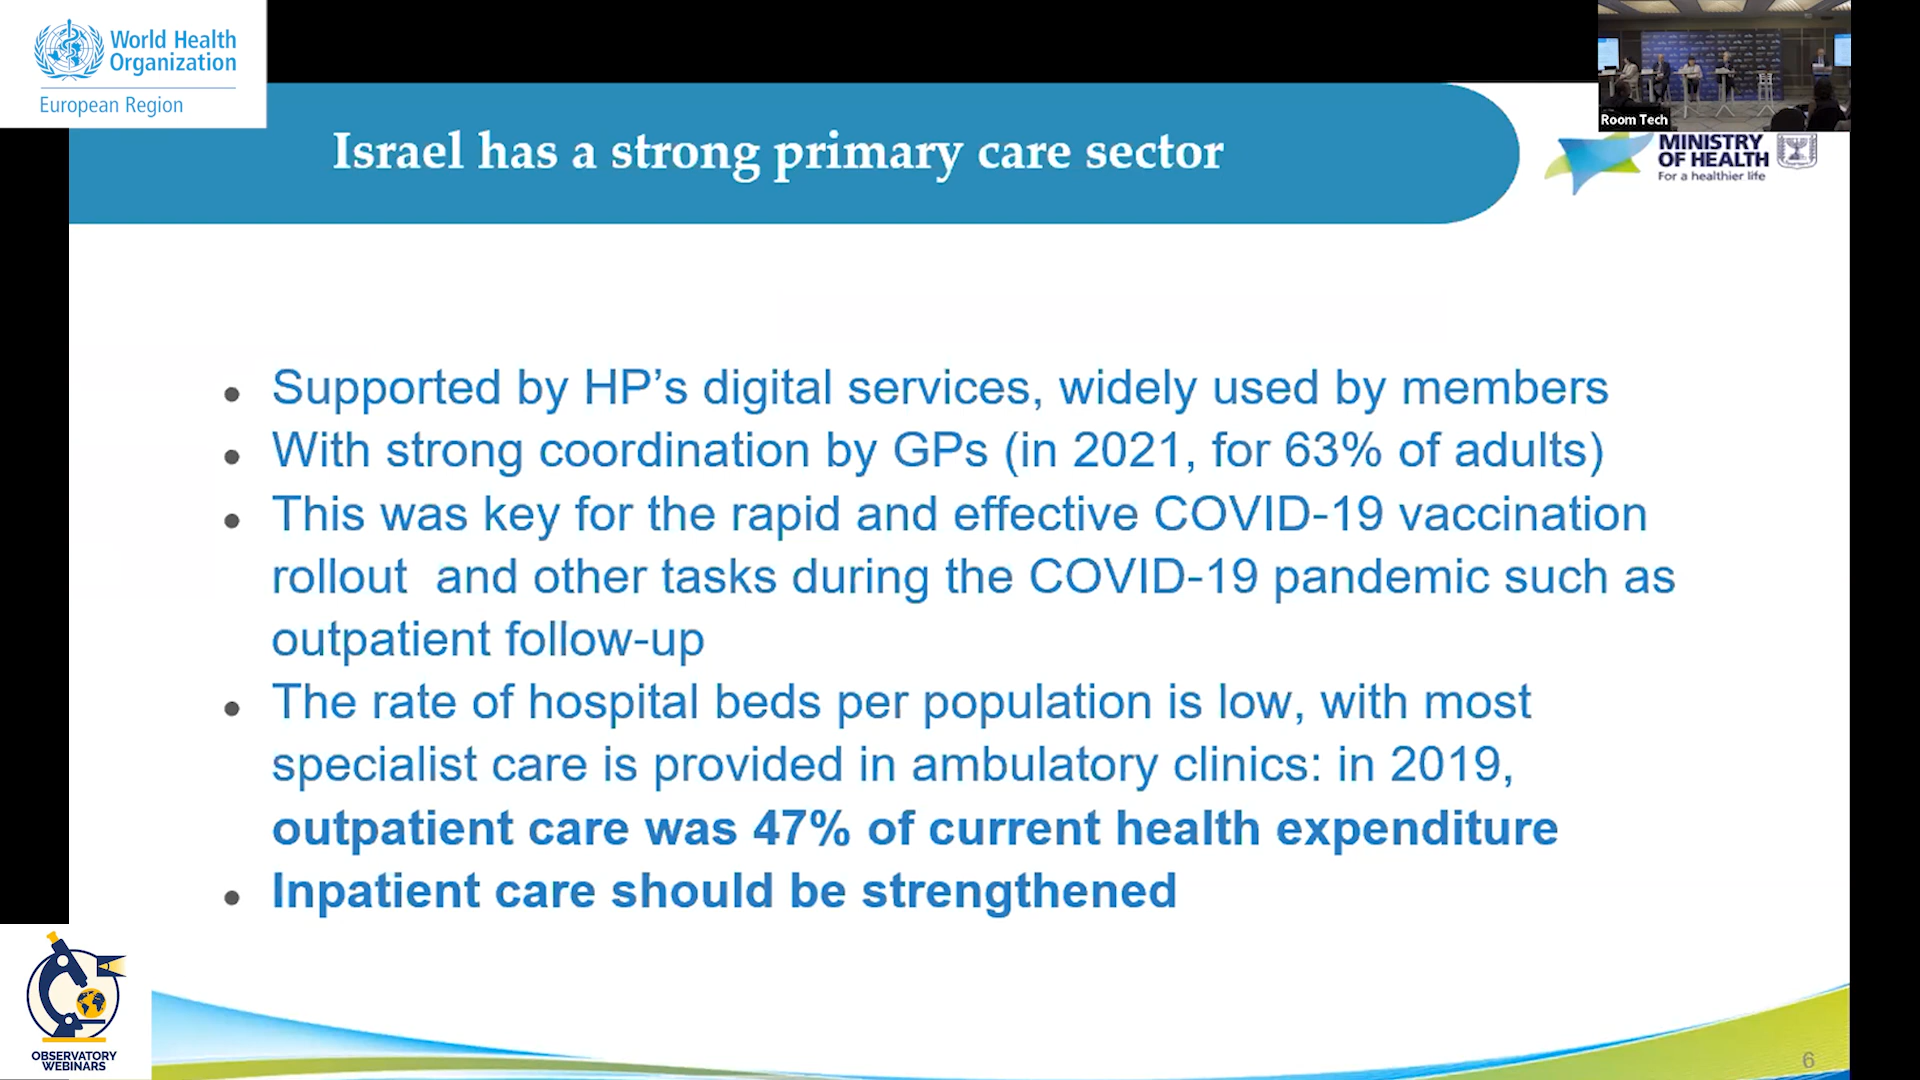 World Health
Organization
European Region
Room Tech
MINISTRY
OF HEALTH
For a healthier life
Israel has a strong primary care sector
Supported by HP’s digital services, widely used by members
With strong coordination by GPs (in 2021, for 63% of adults)
This was key for the rapid and effective COVID-19 vaccination
rollout and other tasks during the COVID-19 pandemic such as
outpatient follow-up
The rate of hospital beds per population is low, with most
specialist care is provided in ambulatory clinics: in 2019,
outpatient care was 47% of current health expenditure
Inpatient care should be strengthened
OBSERVATORY
WEBINARS
6